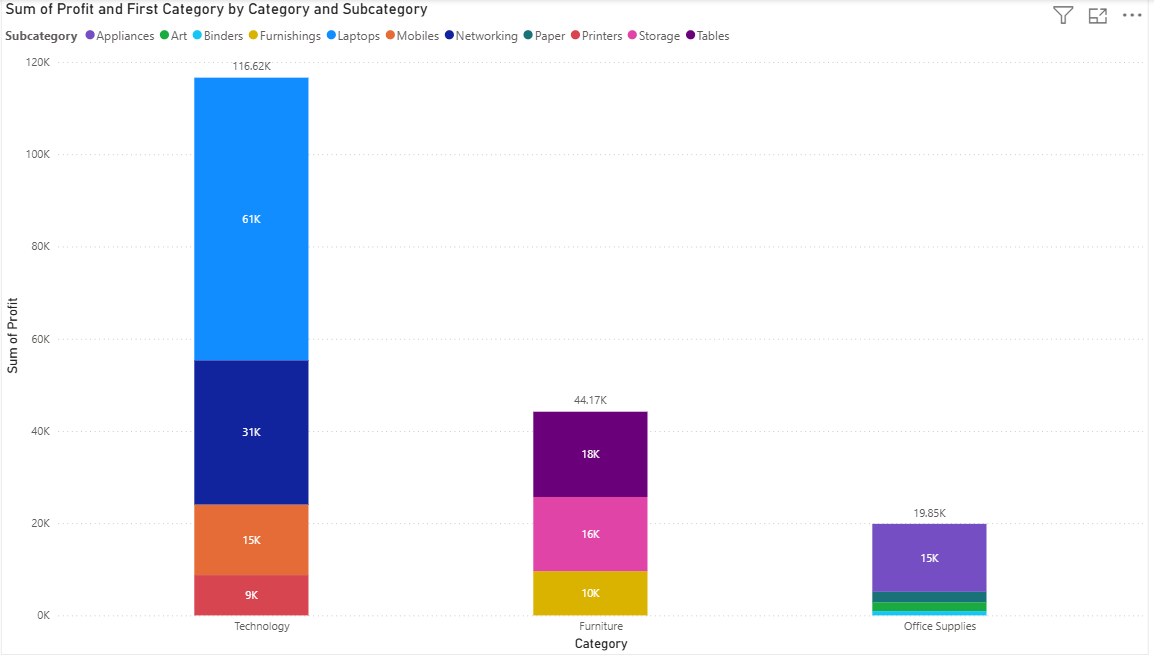 Sum of Profit and First Category by Category and Subcategory
Subcategory Appliances Art Binders Furnishings Laptops Mobiles Networking Paper Printers Storage Tables
120K
100K
80K
60K
40K
20K
0K
Sum of Profit
116.62K
61K
31K
15K
9K
44.17K
18K
16K
10K
19.85K
15K
Technology Furniture Office Supplies
Category